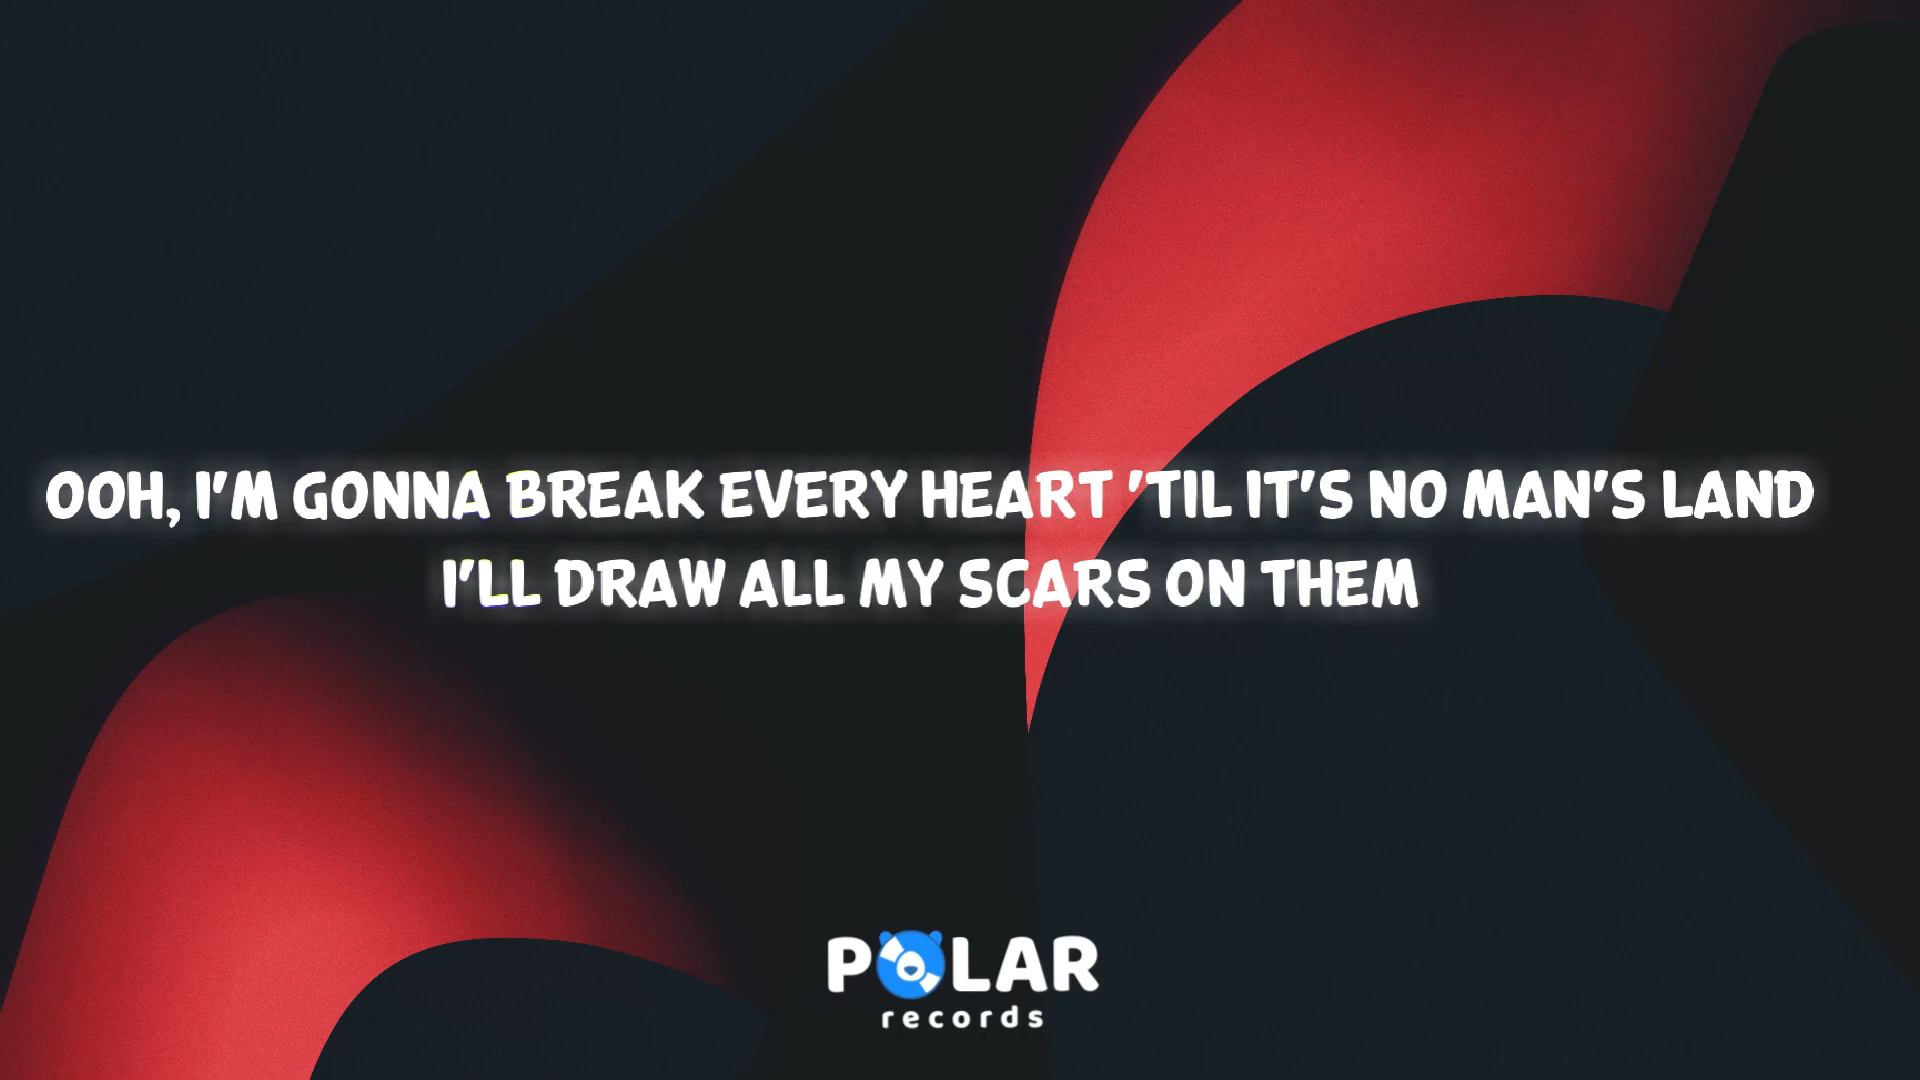 OOH, I'M GONNA BREAK EVERY HEART 'TIL IT'S NO MAN'S LAND
I'LL DRAW ALL MY SCARS ON THEM
POLAR
records